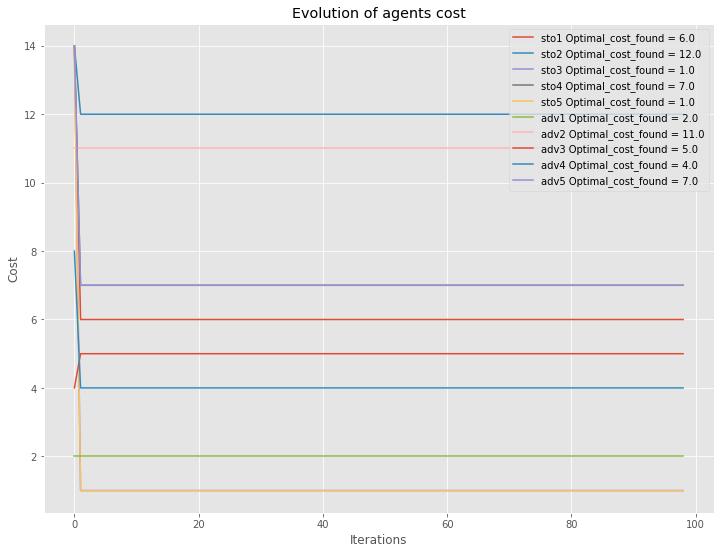 Evolution of agents cost
sto1 Optimal_cost_found = 6.0
sto2 Optimal_cost_found = 12.0
sto3 Optimal_cost_found = 1.0
sto4 Optimal_cost_found = 7.0
sto5 Optimal_cost_found = 1.0
adv1 Optimal_cost_found = 2.0
adv2 Optimal_cost_found = 11.0
adv3 Optimal_cost_found = 5.0
adv4 Optimal_cost_found = 4.0
adv5 Optimal_cost_found = 7.0
14
12
10
8
6
4
2
Cost
0 20 40 60 80 100
Iterations